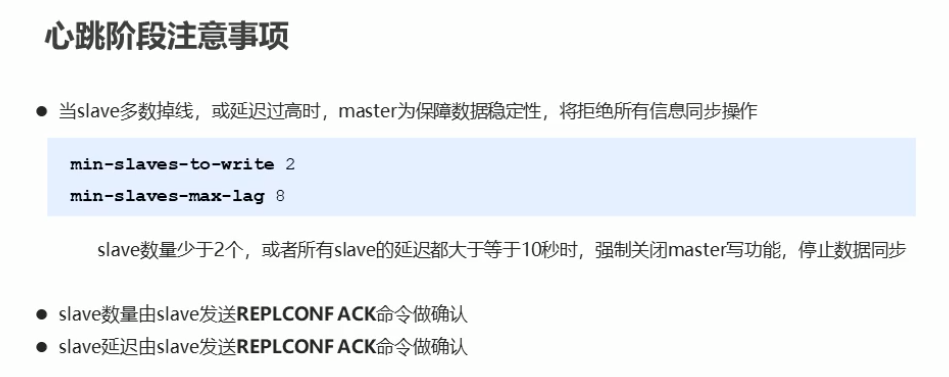 心跳阶段注意事项
● 当slave多数掉线，或延迟过高时，master为保障数据稳定性，将拒绝所有信息同步操作
min-slaves-to-write 2
min-slaves-max-lag 8
slave数量少于2个，或者所有slave的延迟都大于等于10秒时，强制关闭master写功能，停止数据同步
● slave数量由slave发送REPLCONF ACK命令做确认
● slave延迟由slave发送REPLCONF ACK命令做确认